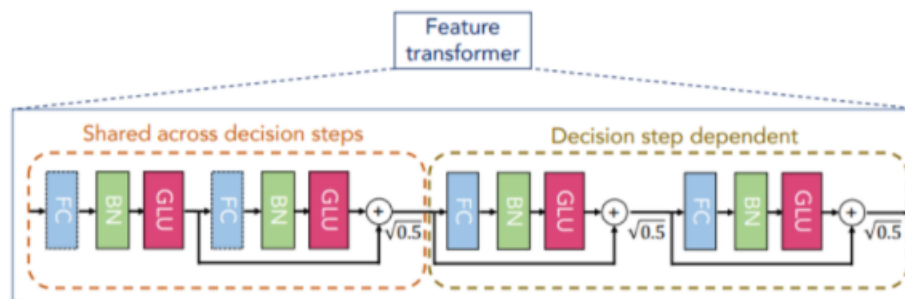 Feature
transformer
Shared across decision steps
Decision step dependent
FC
BN
GLU
FC
BN
GLU
+
√0.5
FC
BN
GLU
+
√0.5
FC
BN
GLU
+
√0.5